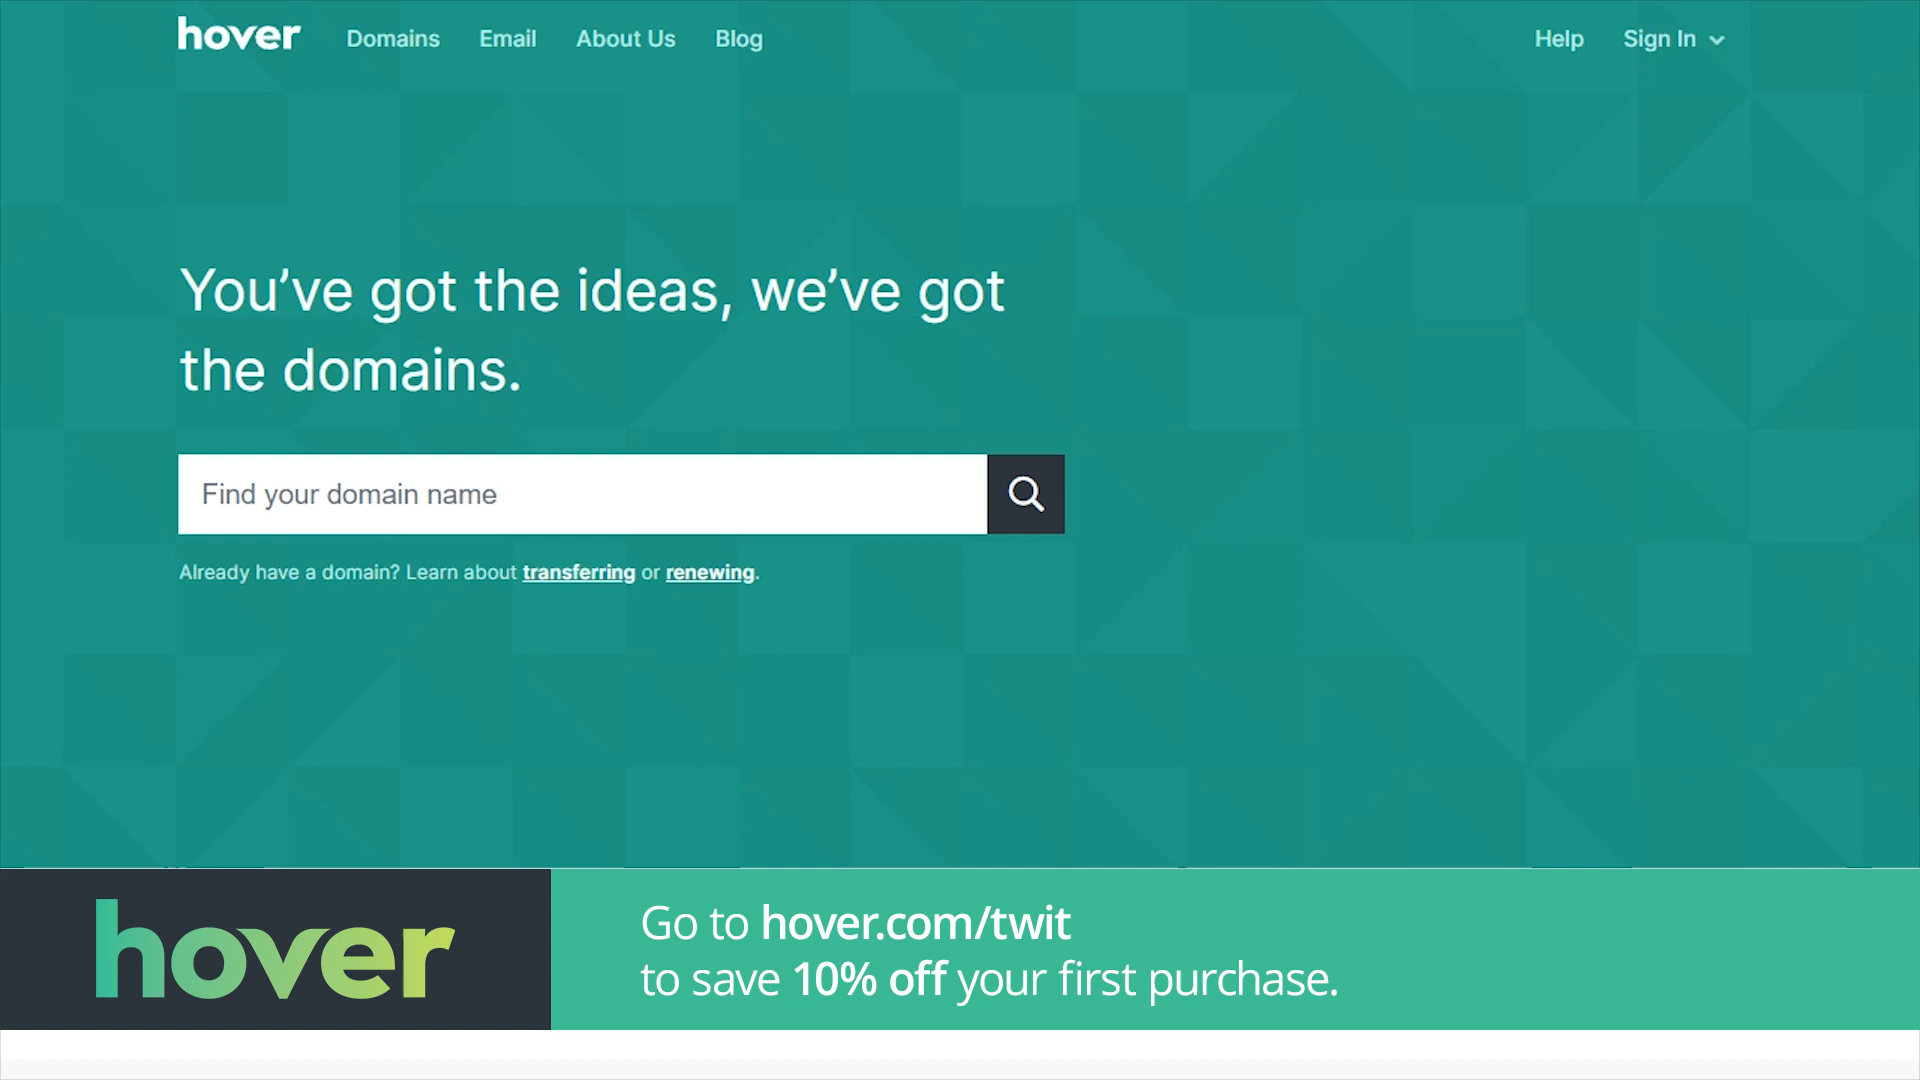 hover
Domains
Email
About Us
Blog
Help
Sign In
You’ve got the ideas, we’ve got
the domains.
Find your domain name
Already have a domain? Learn about transferring or renewing.
hover
Go to hover.com/twit
to save 10% off your first purchase.